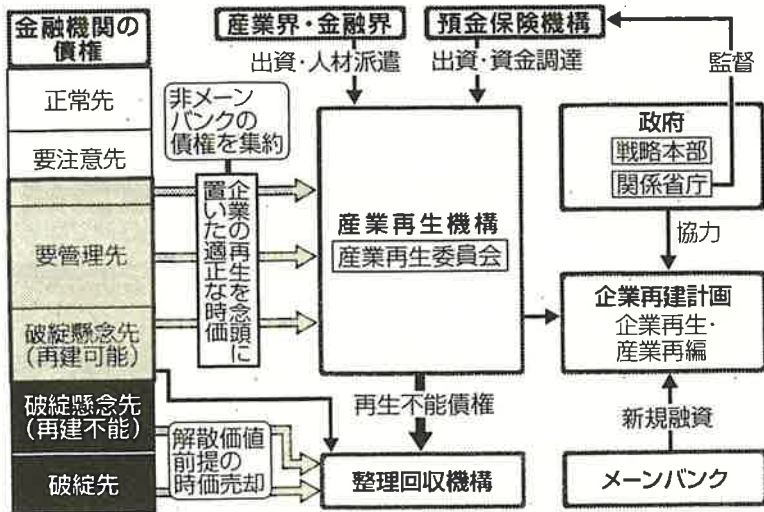 金融機関の
債権
正常先
要注意先
要管理先
破綻懸念先
(再建可能)
破綻懸念先
(再建不能)
破綻先
非メーン
バンクの
債権を集約
企業の再生を念頭に
置いた適正な時価
解散価値
前提の
時価売却
産業界・金融界
出資・人材派遣
預金保険機構
出資・資金調達
監督
産業再生機構
産業再生委員会
再生不能債権
整理回収機構
政府
戦略本部
関係省庁
協力
企業再建計画
企業再生・
産業再編
新規融資
メーンバンク